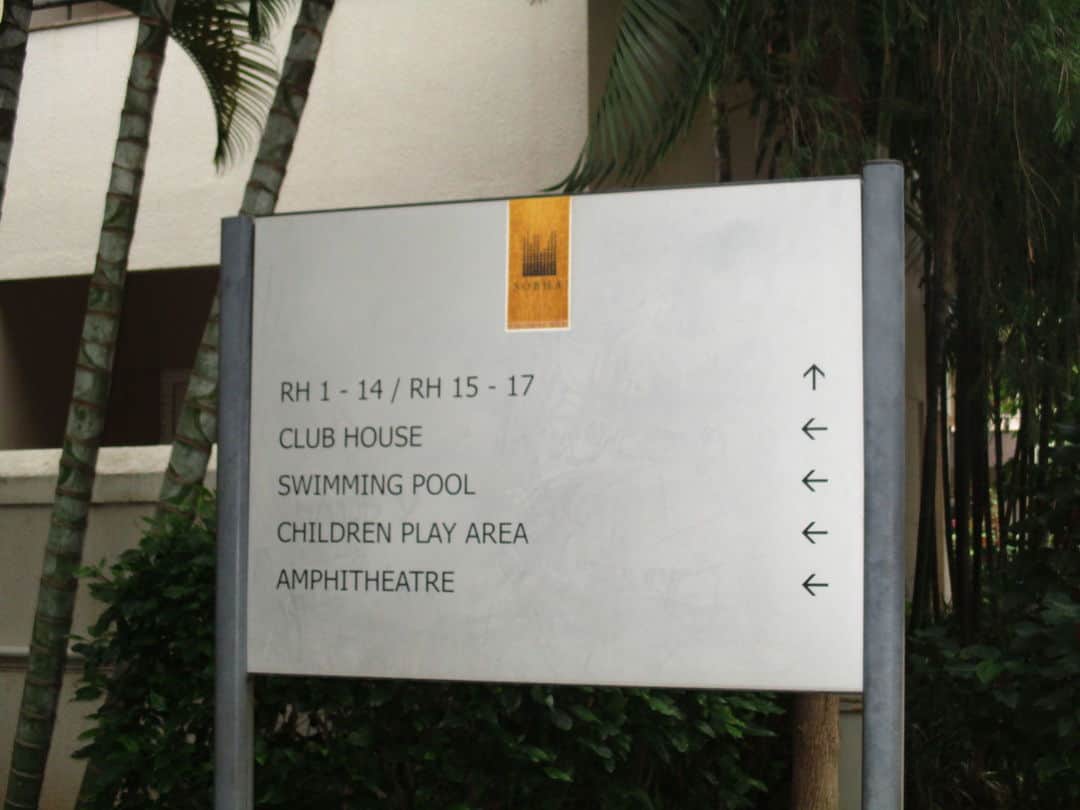 SOBHA
RH 1 - 14 / RH 15 - 17 ↑
CLUB HOUSE ←
SWIMMING POOL ←
CHILDREN PLAY AREA ←
AMPHITHEATRE ←